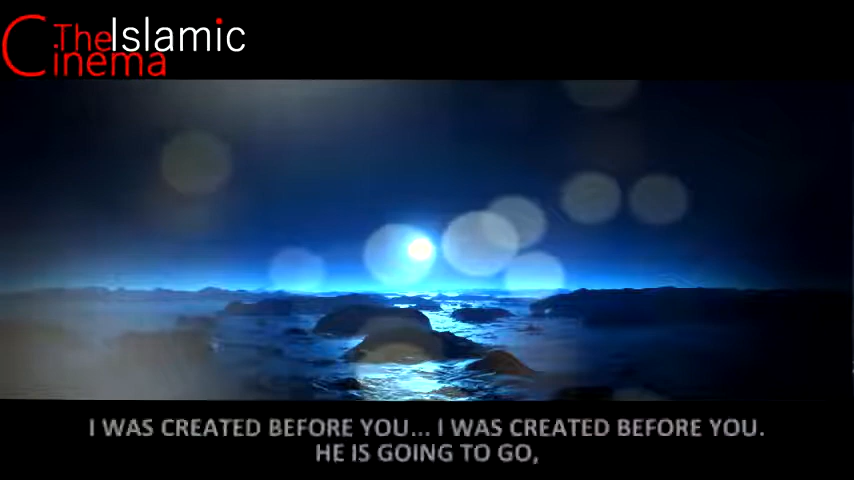 The Islamic
Cinema
I WAS CREATED BEFORE YOU... I WAS CREATED BEFORE YOU.
HE IS GOING TO GO,